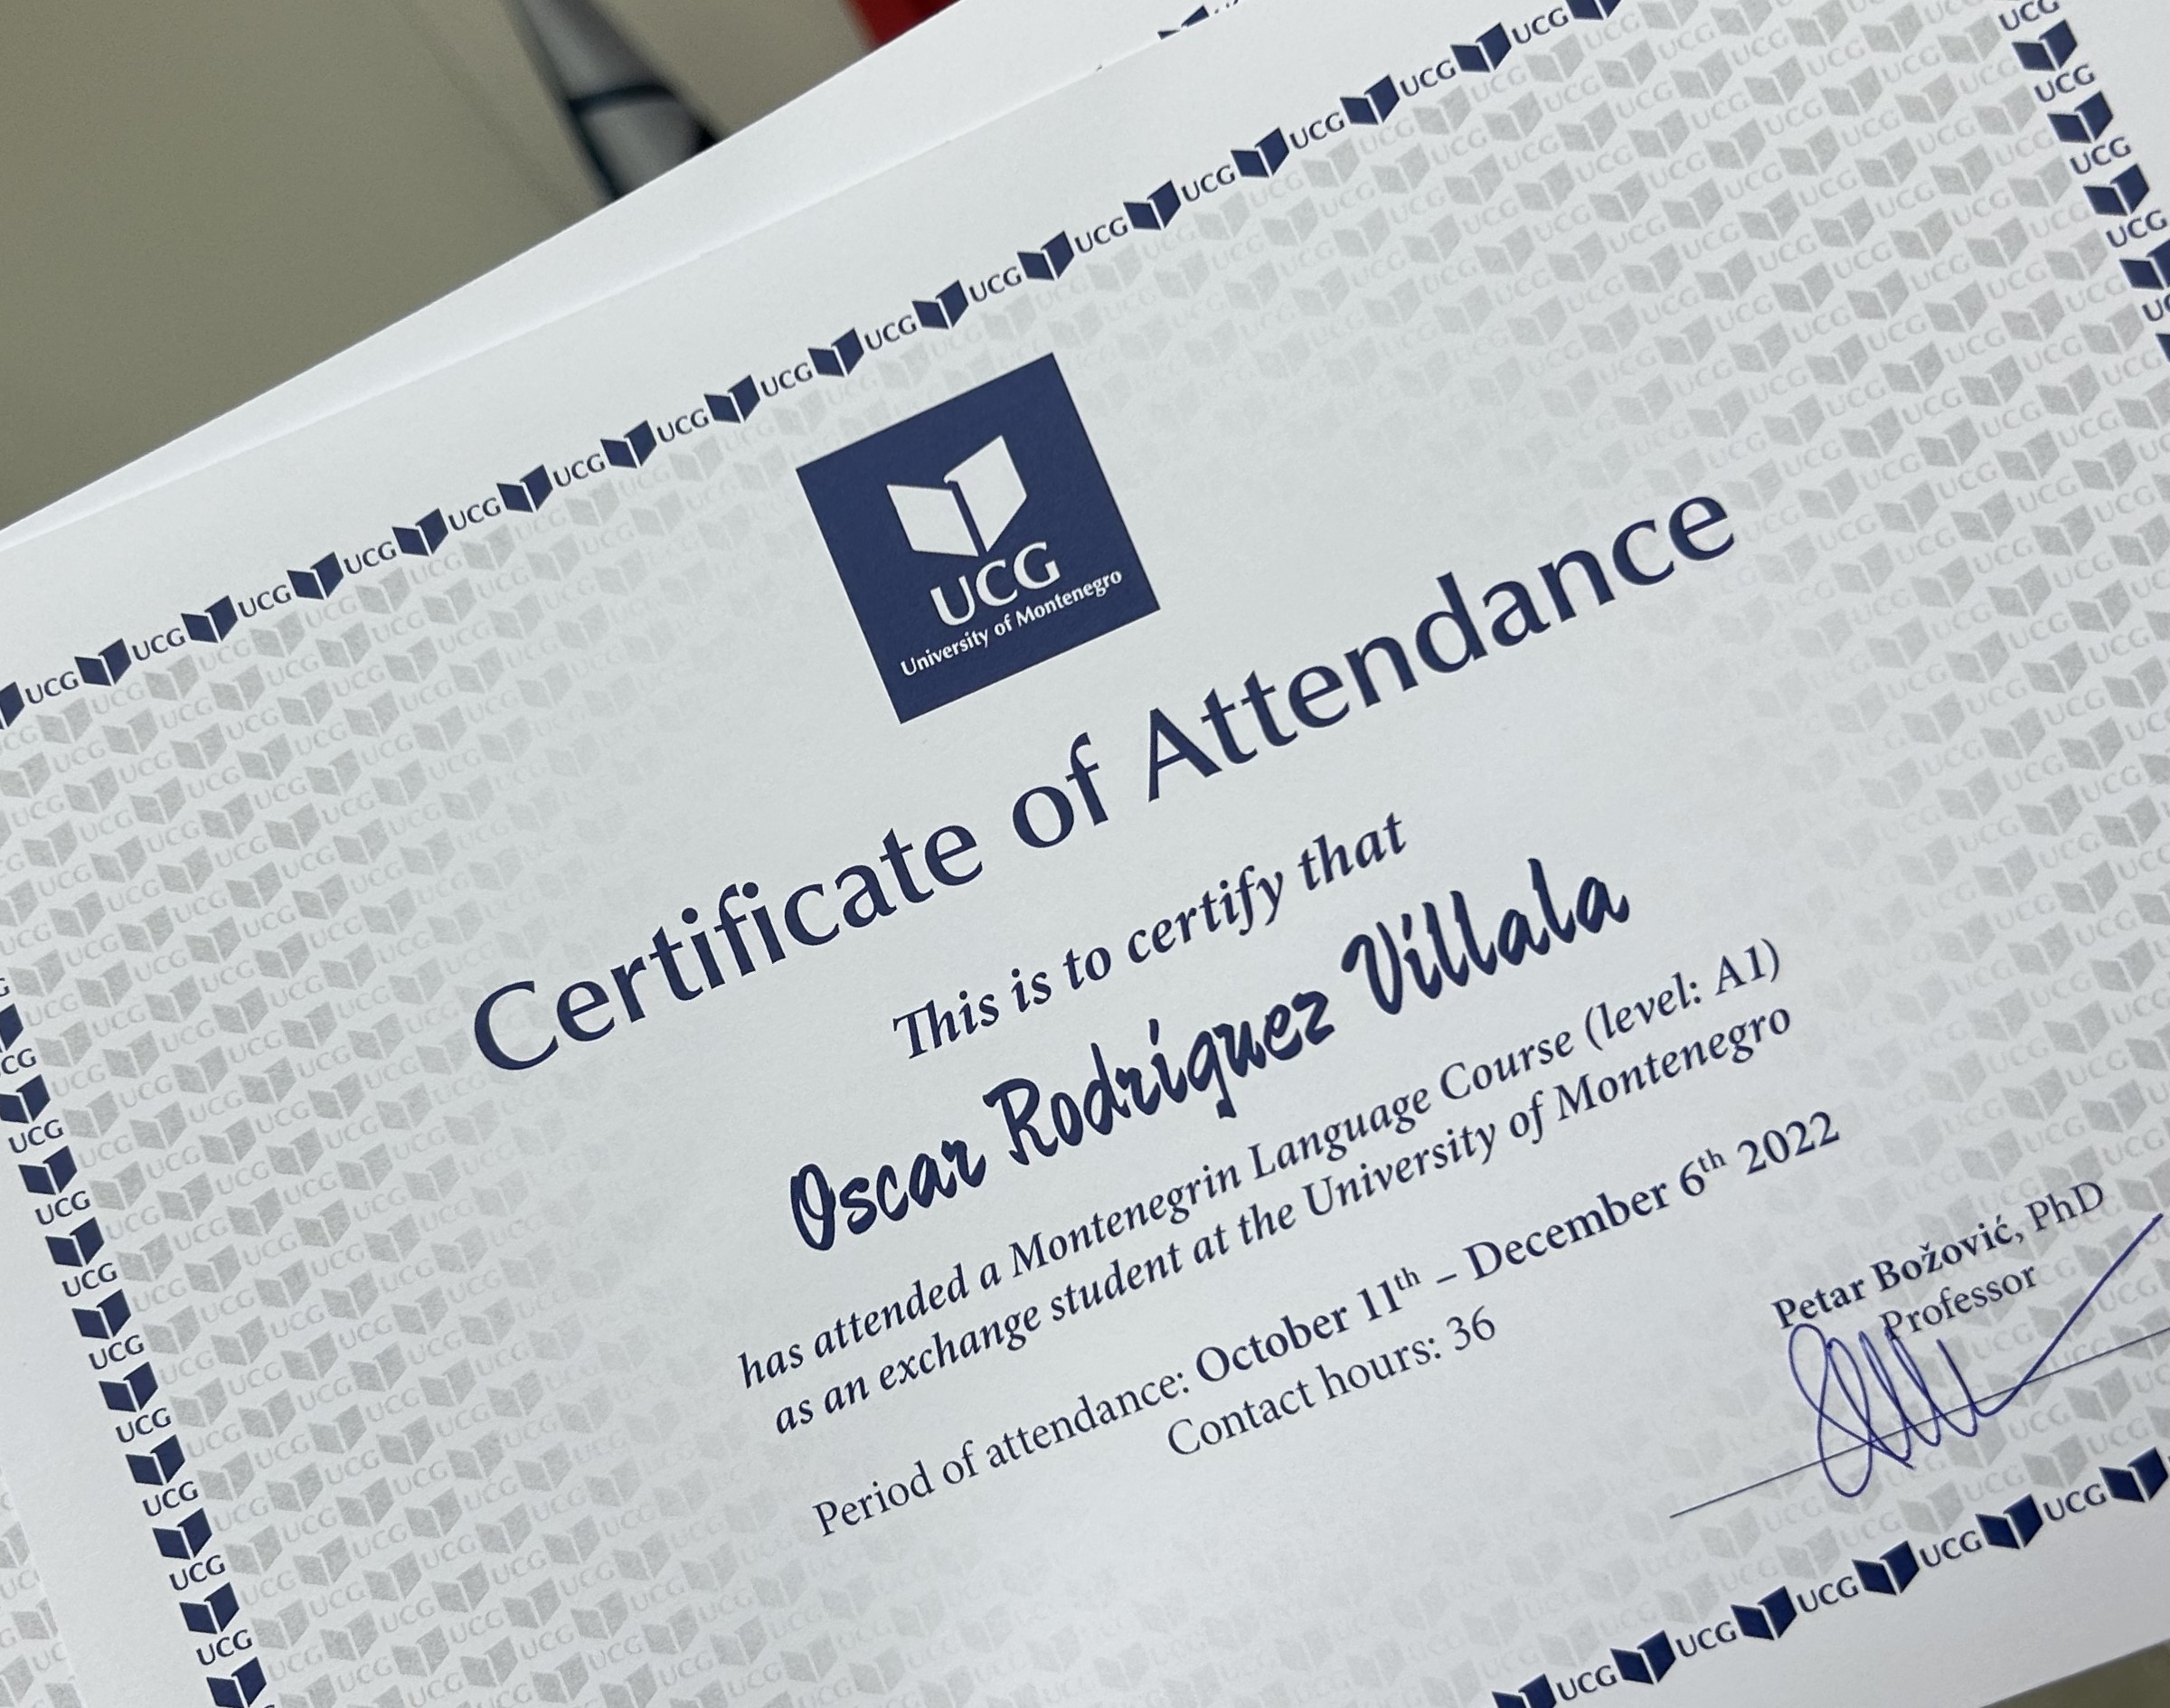 UCG
University of Montenegro
Certificate of Attendance
This is to certify that
Oscar Rodríguez Villala
has attended a Montenegrin Language Course (level: A1)
as an exchange student at the University of Montenegro
Period of attendance: October 11th – December 6th 2022
Contact hours: 36
Petar Božović, PhD
Professor